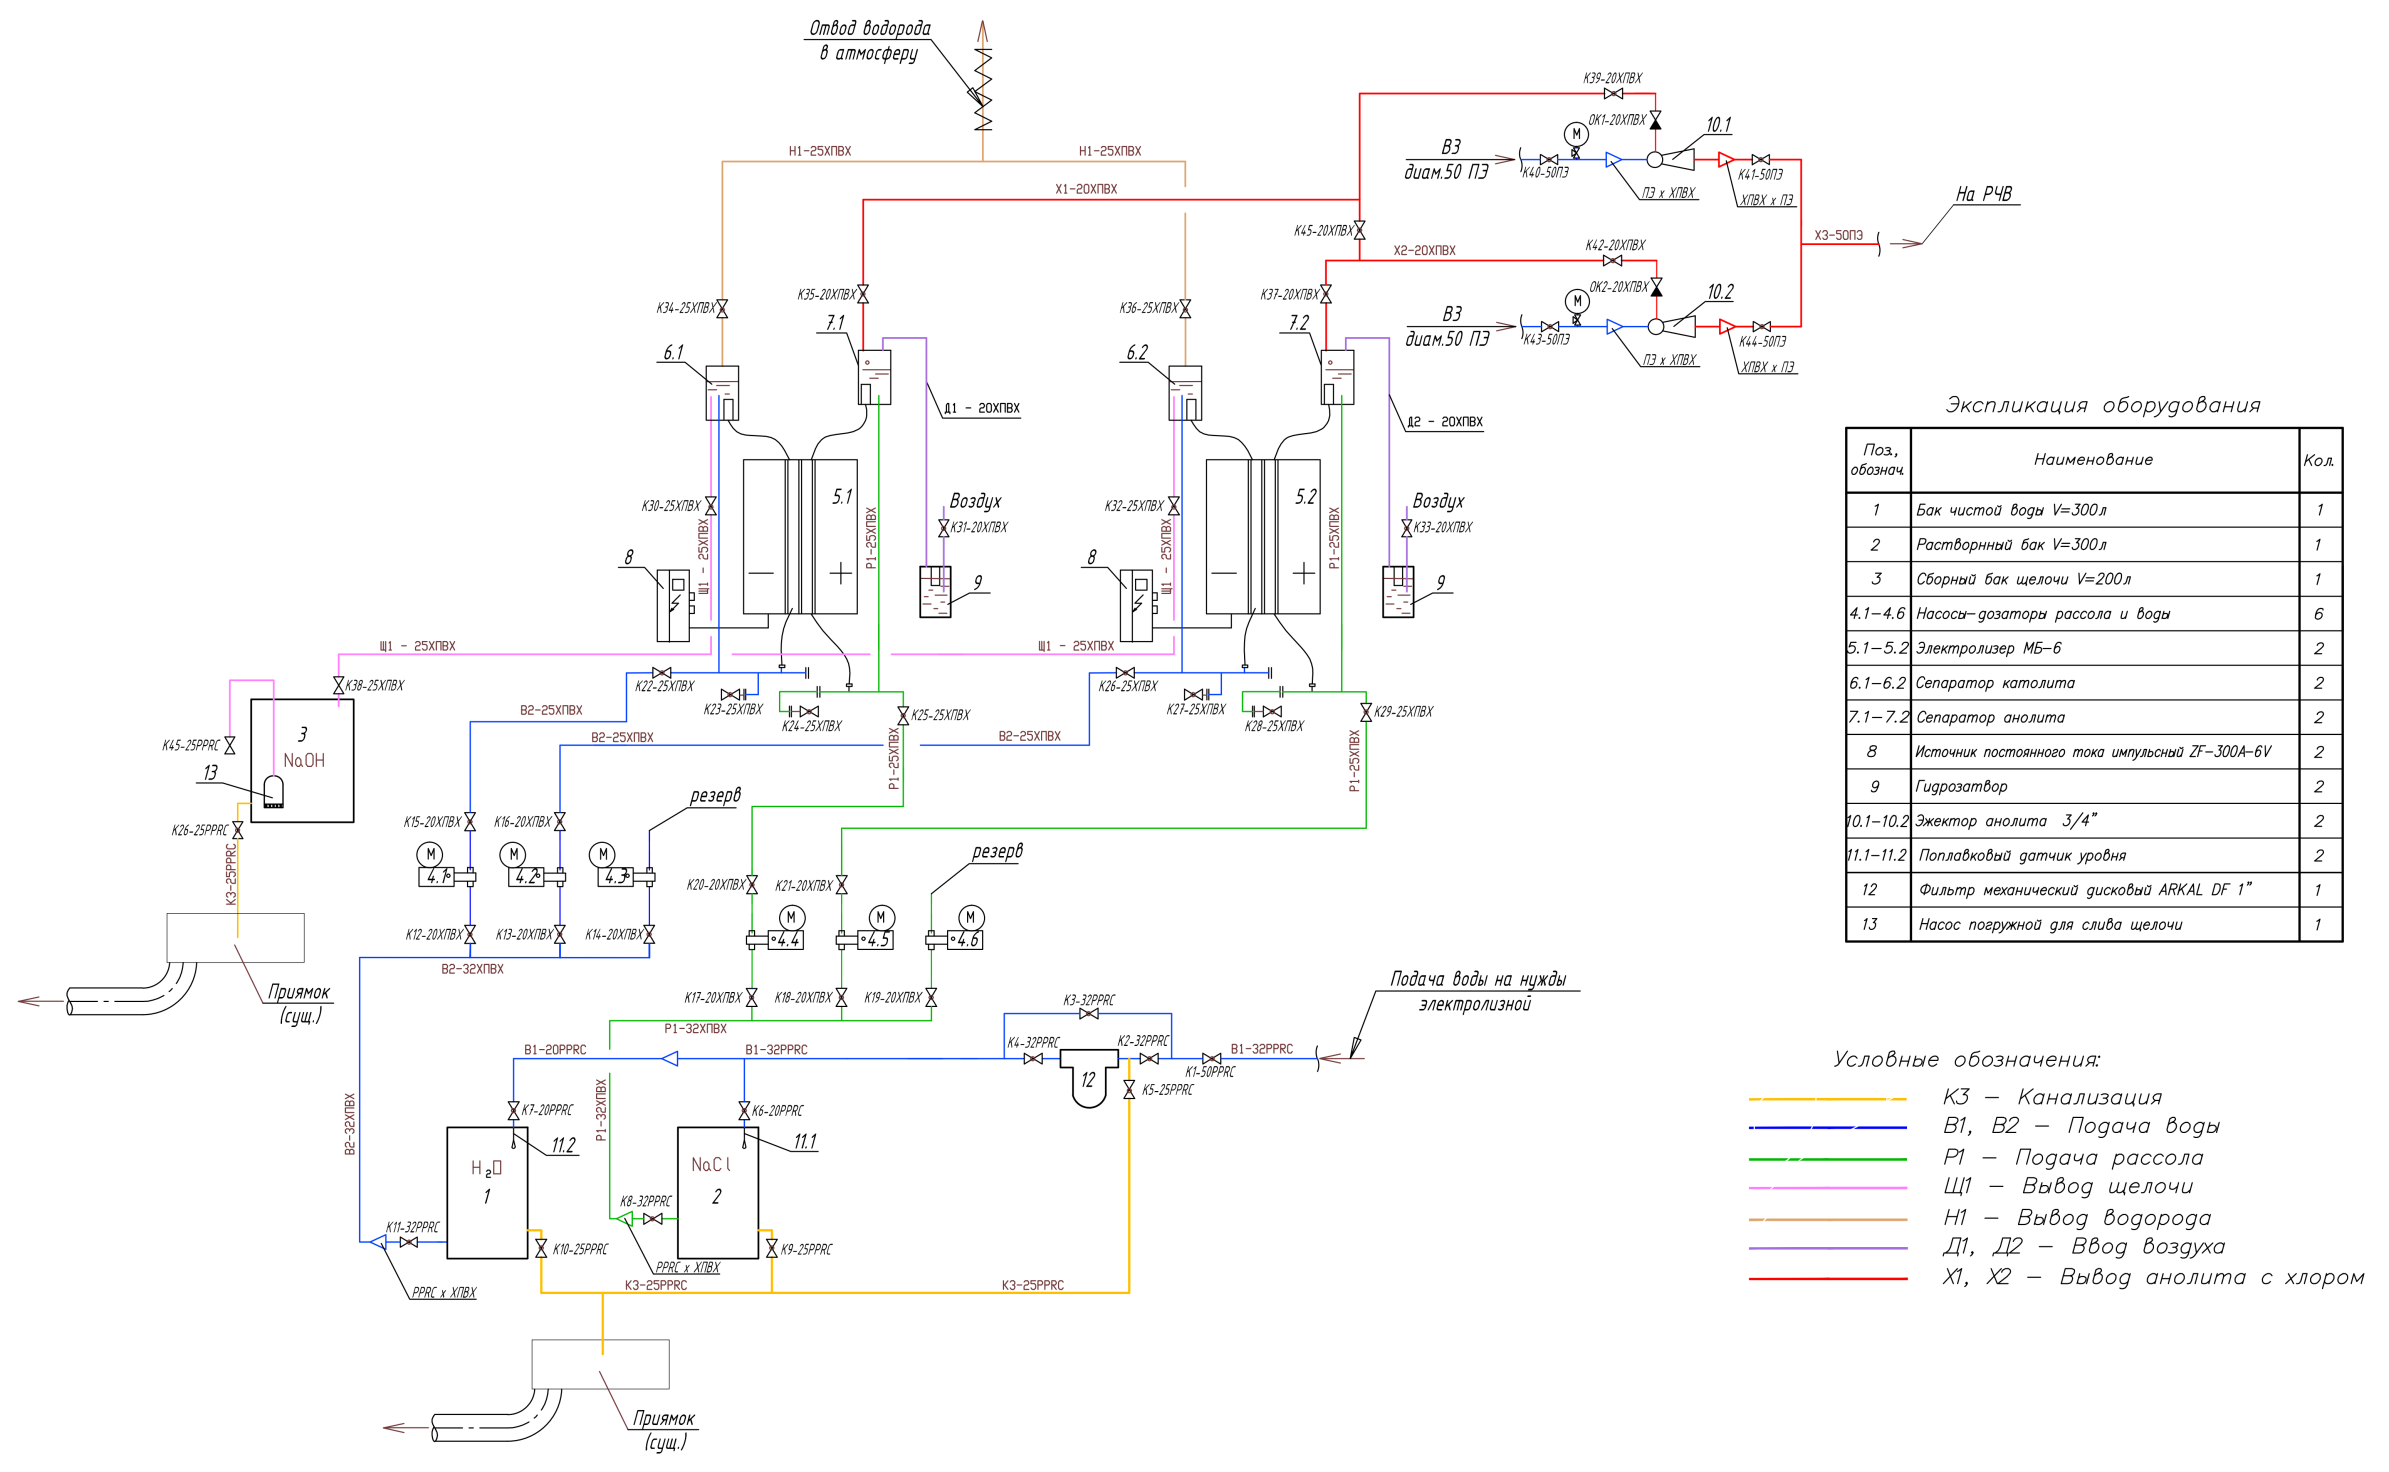 Отвод водорода
в атмосферу
К39-20ХПВХ
ОК1-20ХПВХ
М
10.1
В3
диам.50 ПЭ
К40-50ПЭ
ПЭ х ХПВХ
К41-50ПЭ
ХПВХ х ПЭ
Н1-25ХПВХ
Н1-25ХПВХ
Х1-20ХПВХ
На РЧВ
Х3-50ПЭ
К45-20ХПВХ
Х2-20ХПВХ
К42-20ХПВХ
ОК2-20ХПВХ
М
10.2
В3
диам.50 ПЭ
К43-50ПЭ
ПЭ х ХПВХ
К44-50ПЭ
ХПВХ х ПЭ
К34-25ХПВХ
К35-20ХПВХ
К36-25ХПВХ
К37-20ХПВХ
7.1
7.2
6.1
6.2
Д1 - 20ХПВХ
Д2 - 20ХПВХ
5.1
5.2
К30-25ХПВХ
Щ1 - 25ХПВХ
Р1-25ХПВХ
Воздух
К31-20ХПВХ
К32-25ХПВХ
Щ1 - 25ХПВХ
Р1-25ХПВХ
Воздух
К33-20ХПВХ
8
9
8
9
Щ1 - 25ХПВХ
Щ1 - 25ХПВХ
К38-25ХПВХ
К22-25ХПВХ
К23-25ХПВХ
К24-25ХПВХ
К25-25ХПВХ
К26-25ХПВХ
К27-25ХПВХ
К28-25ХПВХ
К29-25ХПВХ
К45-25PPRC
3
NaOH
13
В2-25ХПВХ
В2-25ХПВХ
В2-25ХПВХ
Р1-25ХПВХ
Р1-25ХПВХ
К26-25PPRC
К3-25PPRC
К15-20ХПВХ
К16-20ХПВХ
резерв
М
М
М
4.1
4.2
4.3
К12-20ХПВХ
К13-20ХПВХ
К14-20ХПВХ
В2-32ХПВХ
резерв
К20-20ХПВХ
К21-20ХПВХ
М
М
М
4.4
4.5
4.6
К17-20ХПВХ
К18-20ХПВХ
К19-20ХПВХ
Р1-32ХПВХ
Приямок
(сущ.)
Подача воды на нужды
электролизной
К3-32PPRC
К4-32PPRC
К2-32PPRC
В1-32PPRC
К1-50PPRC
12
К5-25PPRC
В1-20PPRC
В1-32PPRC
В2-32ХПВХ
Р1-32ХПВХ
К7-20PPRC
К6-20PPRC
11.2
11.1
H2O
1
NaCl
2
К8-32PPRC
PPRC х ХПВХ
К11-32PPRC
PPRC х ХПВХ
К10-25PPRC
К9-25PPRC
К3-25PPRC
К3-25PPRC
Приямок
(сущ.)
Экспликация оборудования
Поз., обознач. Наименование Кол.
1 Бак чистой воды V=300л 1
2 Растворнный бак V=300л 1
3 Сборный бак щелочи V=200л 1
4.1-4.6 Насосы-дозаторы рассола и воды 6
5.1-5.2 Электролизер МБ-6 2
6.1-6.2 Сепаратор католита 2
7.1-7.2 Сепаратор анолита 2
8 Источник постоянного тока импульсный ZF-300A-6V 2
9 Гидрозатвор 2
10.1-10.2 Эжектор анолита 3/4" 2
11.1-11.2 Поплавковый датчик уровня 2
12 Фильтр механический дисковый ARKAL DF 1" 1
13 Насос погружной для слива щелочи 1
Условные обозначения:
К3 - Канализация
В1, В2 - Подача воды
Р1 - Подача рассола
Щ1 - Вывод щелочи
Н1 - Вывод водорода
Д1, Д2 - Ввод воздуха
Х1, Х2 - Вывод анолита с хлором